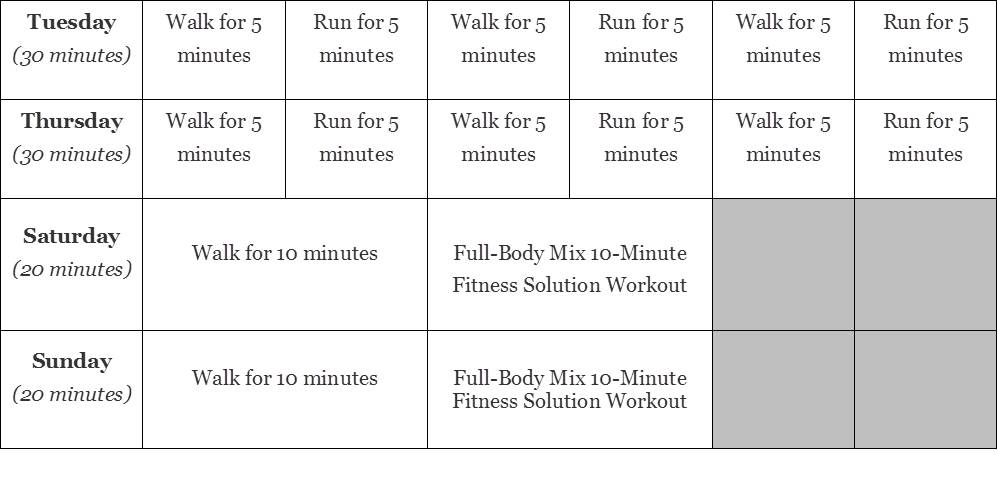 Tuesday
(30 minutes)
Walk for 5
minutes
Run for 5
minutes
Walk for 5
minutes
Run for 5
minutes
Walk for 5
minutes
Run for 5
minutes
Thursday
(30 minutes)
Walk for 5
minutes
Run for 5
minutes
Walk for 5
minutes
Run for 5
minutes
Walk for 5
minutes
Run for 5
minutes
Saturday
(20 minutes)
Walk for 10 minutes
Full-Body Mix 10-Minute
Fitness Solution Workout
Sunday
(20 minutes)
Walk for 10 minutes
Full-Body Mix 10-Minute
Fitness Solution Workout